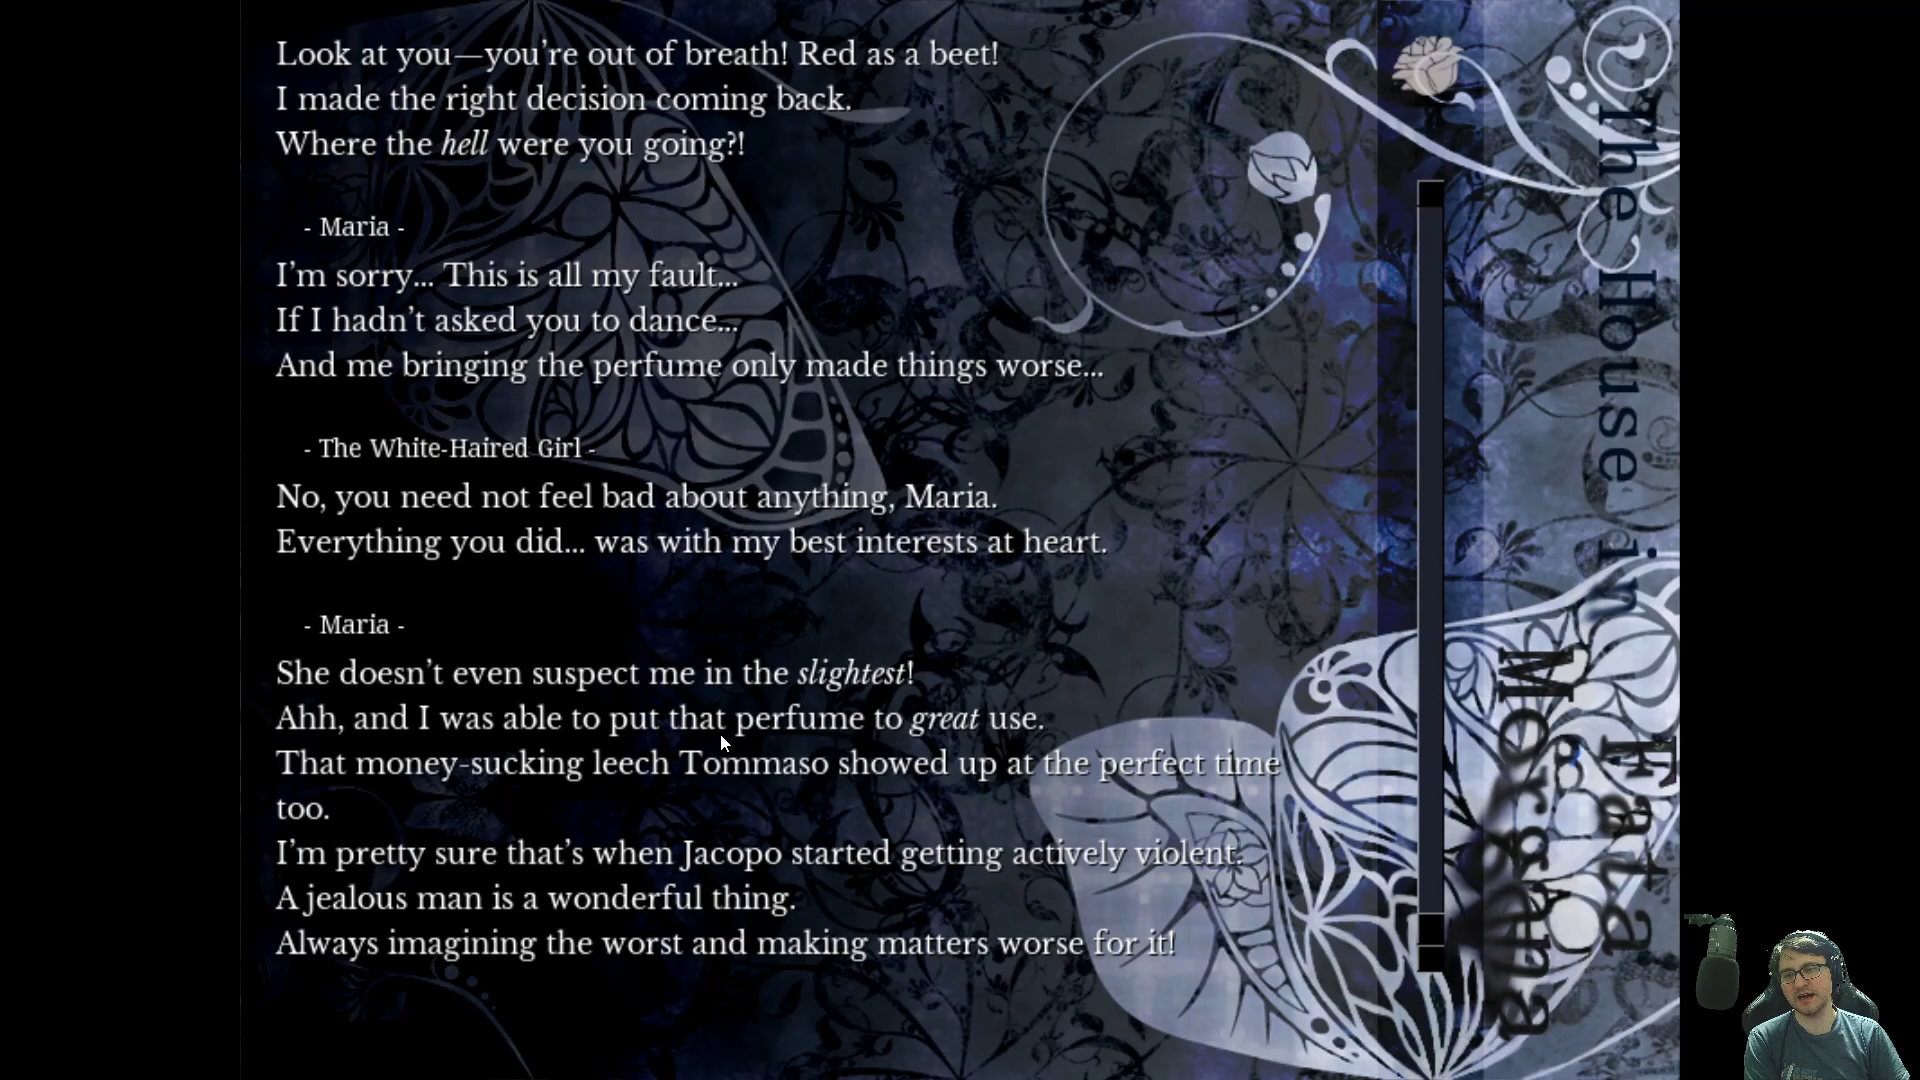 Look at you—you’re out of breath! Red as a beet!
I made the right decision coming back.
Where the hell were you going?!
- Maria -
I’m sorry... This is all my fault...
If I hadn’t asked you to dance...
And me bringing the perfume only made things worse...
- The White-Haired Girl -
No, you need not feel bad about anything, Maria.
Everything you did... was with my best interests at heart.
- Maria -
She doesn’t even suspect me in the slightest!
Ahh, and I was able to put that perfume to great use.
That money-sucking leech Tommaso showed up at the perfect time
too.
I’m pretty sure that’s when Jacopo started getting actively violent.
A jealous man is a wonderful thing.
Always imagining the worst and making matters worse for it!
The House in
Fata
Morgana